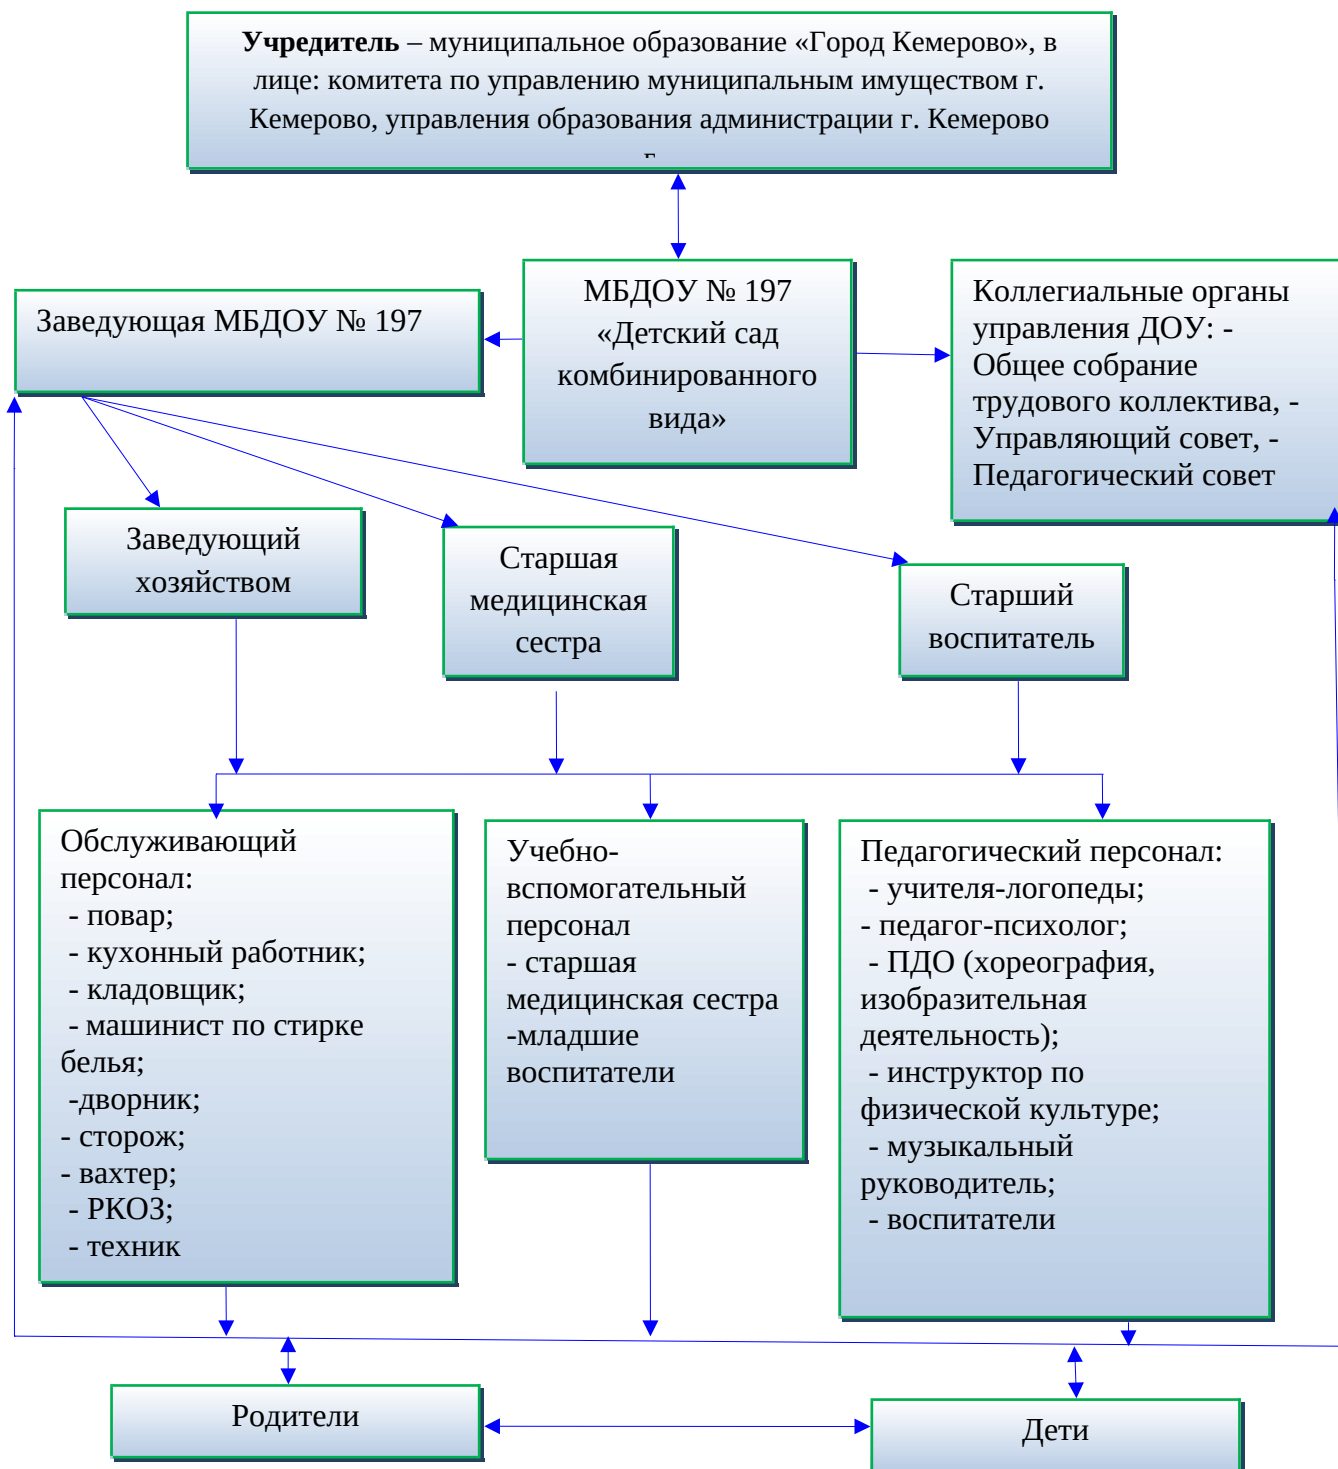 Учредитель – муниципальное образование «Город Кемерово», в
лице: комитета по управлению муниципальным имуществом г.
Кемерово, управления образования администрации г. Кемерово
Заведующая МБДОУ № 197
МБДОУ № 197
«Детский сад
комбинированного
вида»
Коллегиальные органы
управления ДОУ: -
Общее собрание
трудового коллектива, -
Управляющий совет, -
Педагогический совет
Заведующий
хозяйством
Старшая
медицинская
сестра
Старший
воспитатель
Обслуживающий
персонал:
- повар;
- кухонный работник;
- кладовщик;
- машинист по стирке
белья;
-дворник;
- сторож;
- вахтер;
- РКОЗ;
- техник
Учебно-
вспомогательный
персонал
- старшая
медицинская сестра
-младшие
воспитатели
Педагогический персонал:
- учителя-логопеды;
- педагог-психолог;
- ПДО (хореография,
изобразительная
деятельность);
- инструктор по
физической культуре;
- музыкальный
руководитель;
- воспитатели
Родители
Дети